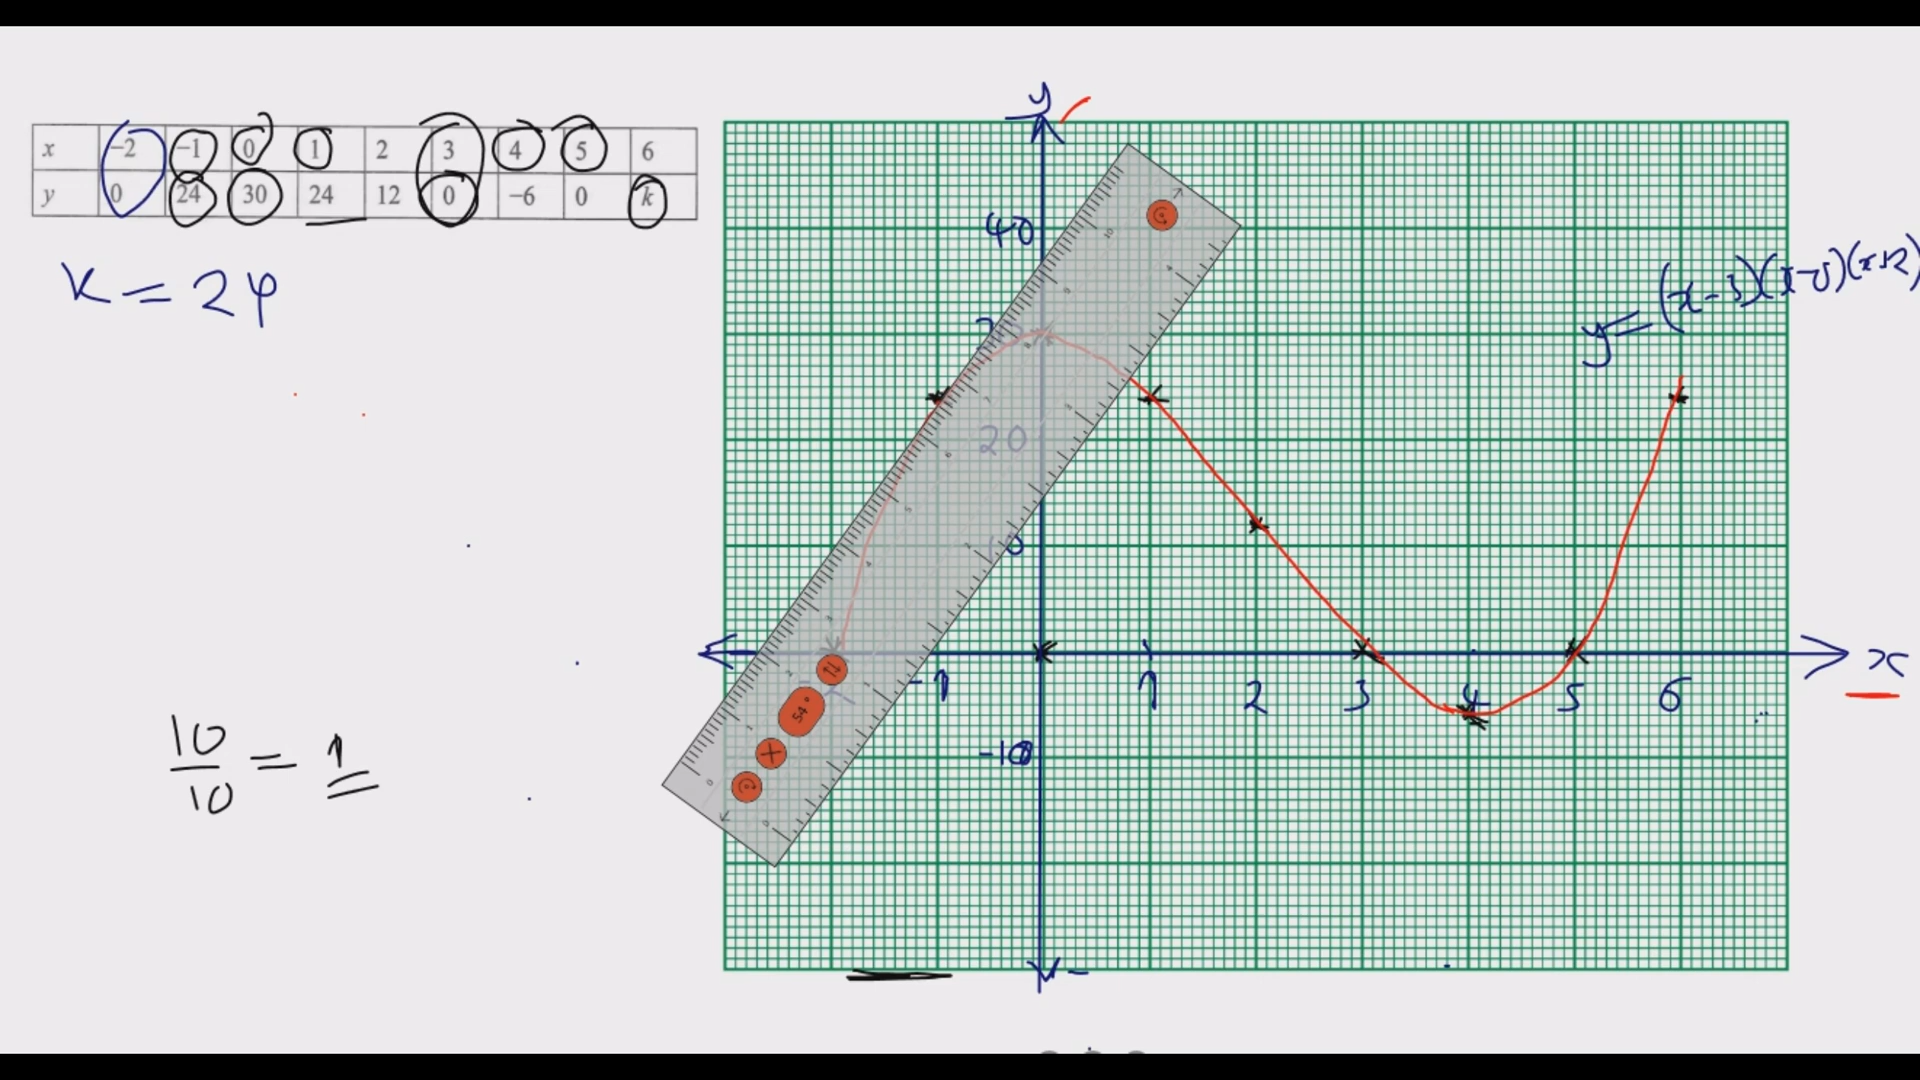 x −2 −1 0 1 2 3 4 5 6
y 0 24 30 24 12 0 −6 0 k
k = 24
10
10
= 1
y
40
20
-10
-1 1 2 3 4 5 6
x
y = (x-3)(x-5)(x+2)
54°